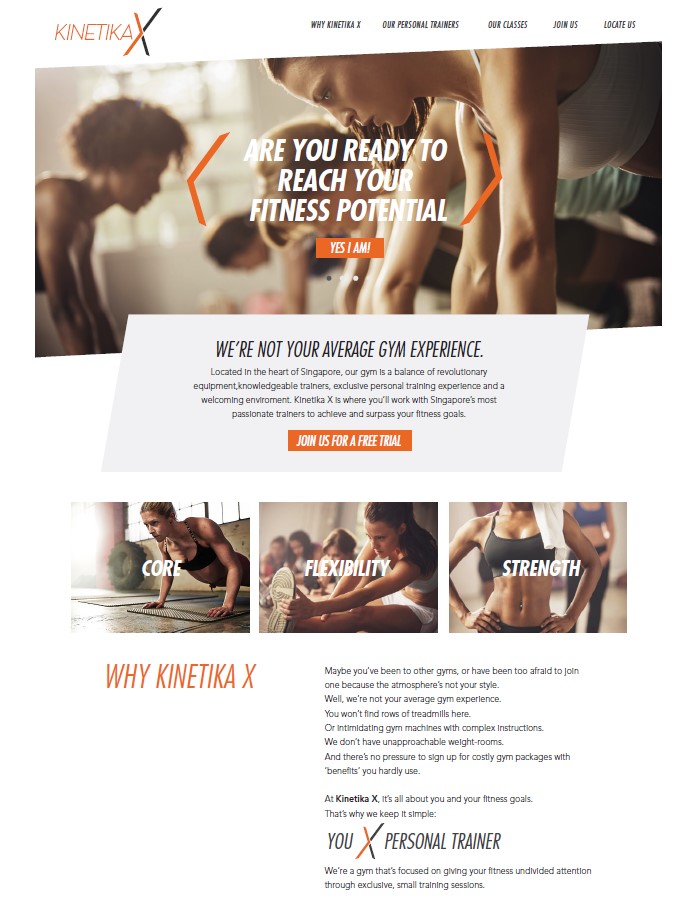 KINETIKA X
WHY KINETIKA X OUR PERSONAL TRAINERS OUR CLASSES JOIN US LOCATE US
ARE YOU READY TO
REACH YOUR
FITNESS POTENTIAL
YES I AM!
WE'RE NOT YOUR AVERAGE GYM EXPERIENCE.
Located in the heart of Singapore, our gym is a balance of revolutionary
equipment,knowledgeable trainers, exclusive personal training experience and a
welcoming enviroment. Kinetika X is where you'll work with Singapore's most
passionate trainers to achieve and surpass your fitness goals.
JOIN US FOR A FREE TRIAL
CORE
FLEXIBILITY
STRENGTH
WHY KINETIKA X
Maybe you've been to other gyms, or have been too afraid to join
one because the atmosphere's not your style.
Well, we're not your average gym experience.
You won't find rows of treadmills here.
Or intimidating gym machines with complex instructions.
We don't have unapproachable weight-rooms.
And there's no pressure to sign up for costly gym packages with
'benefits' you hardly use.
At Kinetika X, it's all about you and your fitness goals.
That's why we keep it simple:
YOU X PERSONAL TRAINER
We're a gym that's focused on giving your fitness undivided attention
through exclusive, small training sessions.